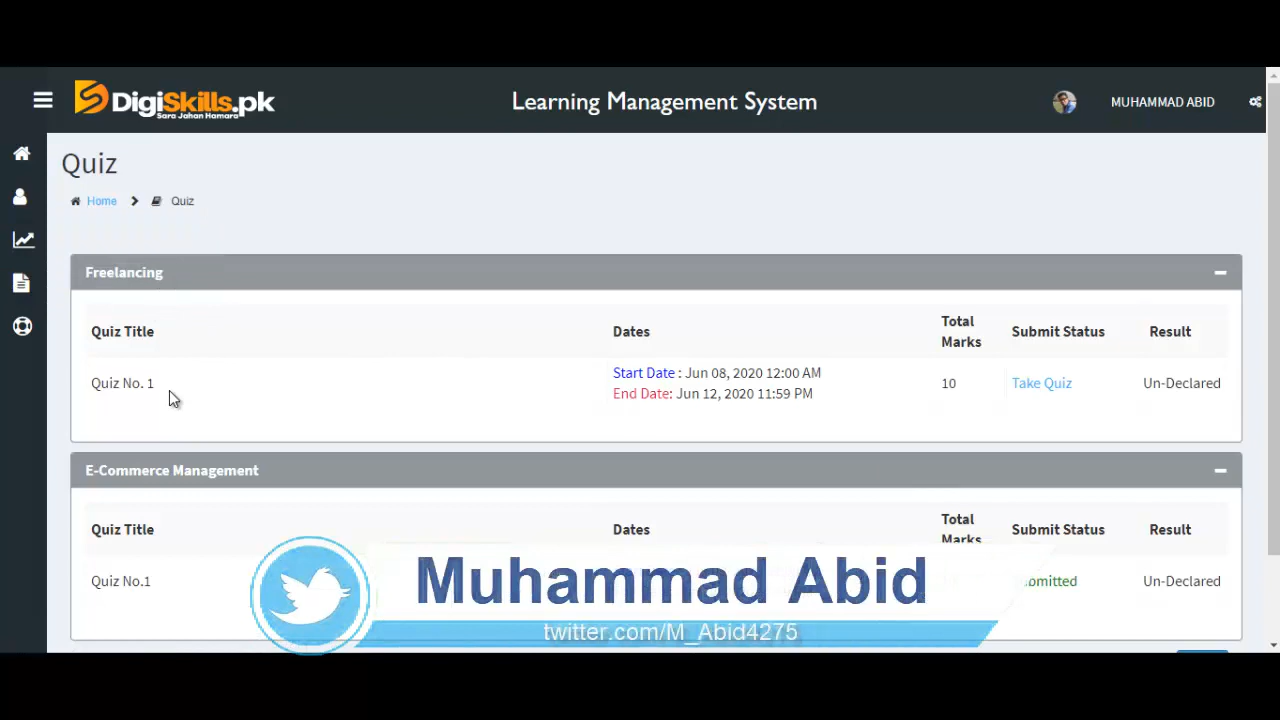 DigiSkills.pk
Sara Jahan Hamara
Learning Management System
MUHAMMAD ABID
Quiz
Home
Quiz
Freelancing
Quiz Title
Dates
Total Marks
Submit Status
Result
Quiz No. 1
Start Date : Jun 08, 2020 12:00 AM
End Date: Jun 12, 2020 11:59 PM
10
Take Quiz
Un-Declared
E-Commerce Management
Quiz Title
Dates
Total Marks
Submit Status
Result
Quiz No.1
Un-Declared
Muhammad Abid
twitter.com/M_Abid4275